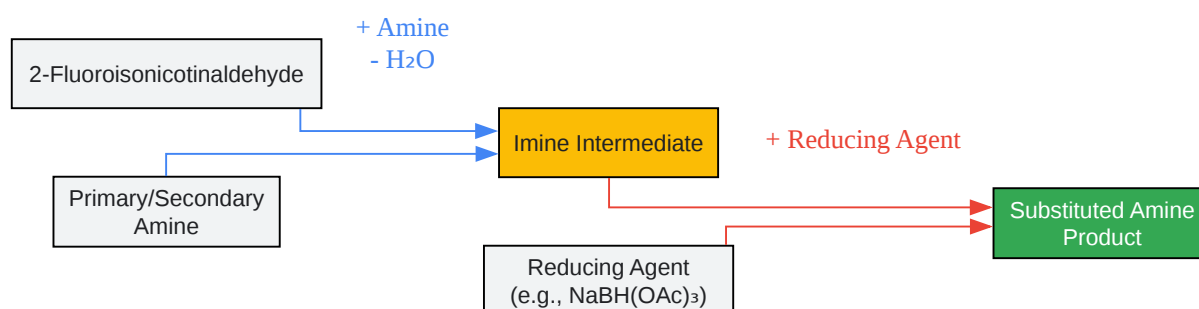 + Amine
- H₂O
2-Fluoroisonicotinaldehyde
Imine Intermediate
+ Reducing Agent
Primary/Secondary
Amine
Substituted Amine
Product
Reducing Agent
(e.g., NaBH(OAc)₃)